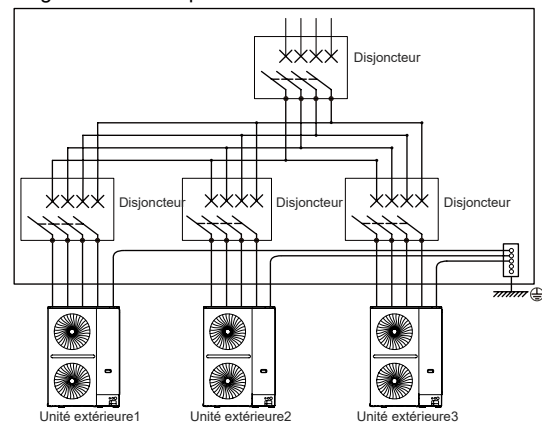 Disjoncteur
Disjoncteur
Disjoncteur
Disjoncteur
Unité extérieure1
Unité extérieure2
Unité extérieure3